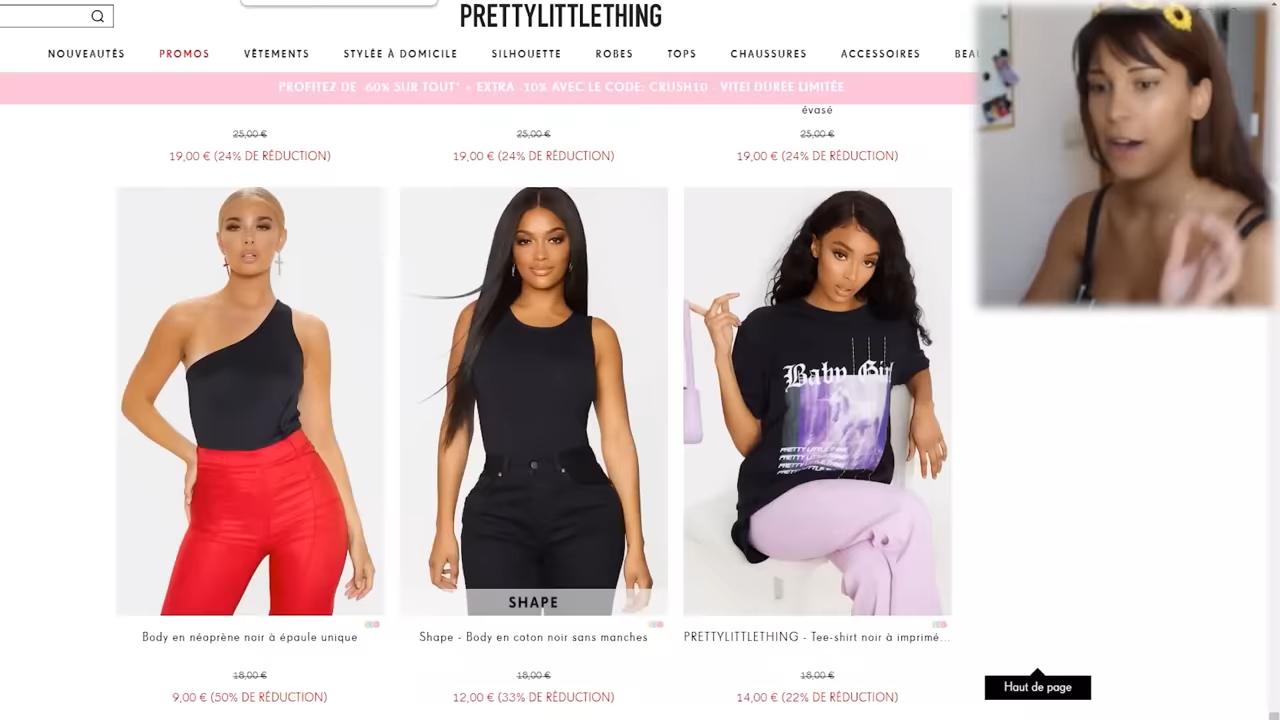 PRETTYLITTLETHING
NOUVEAUTÉS PROMOS VÊTEMENTS STYLÉE À DOMICILE SILHOUETTE ROBES TOPS CHAUSSURES ACCESSOIRES BEAU
PROFITEZ DE -60% SUR TOUT* + EXTRA -10% AVEC LE CODE: CRUSH10 - VITE! DURÉE LIMITÉE
évasé
25,00 € 25,00 € 25,00 €
19,00 € (24% DE RÉDUCTION) 19,00 € (24% DE RÉDUCTION) 19,00 € (24% DE RÉDUCTION)
Baby Girl
PRETTYLITTLETHING
SHAPE
Body en néoprène noir à épaule unique
Shape - Body en coton noir sans manches
PRETTYLITTLETHING - Tee-shirt noir à imprimé...
18,00 € 18,00 € 18,00 €
9,00 € (50% DE RÉDUCTION) 12,00 € (33% DE RÉDUCTION) 14,00 € (22% DE RÉDUCTION)
Haut de page